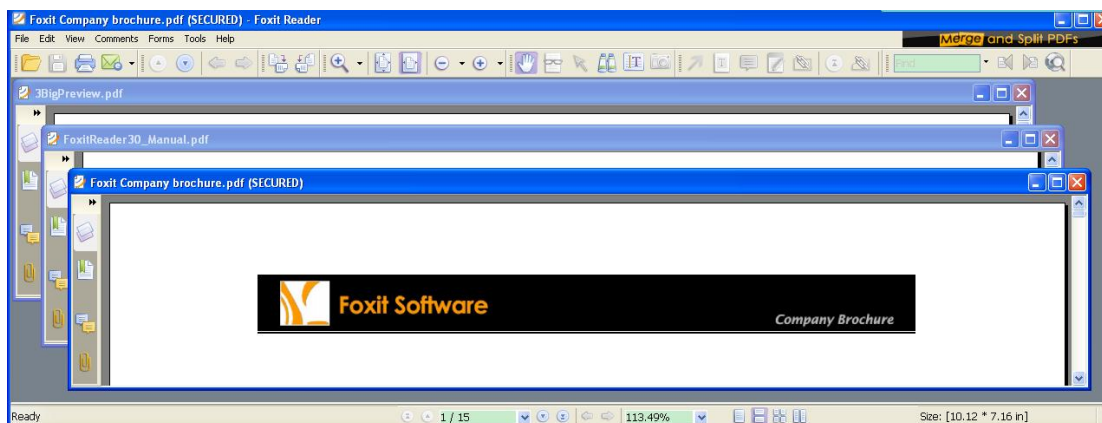 Foxit Company brochure.pdf (SECURED) - Foxit Reader
File Edit View Comments Forms Tools Help
Merge and Split PDFs
Find
3BigPreview.pdf
FoxitReader30_Manual.pdf
Foxit Company brochure.pdf (SECURED)
Foxit Software
Company Brochure
Ready
1 / 15
113.49%
Size: [10.12 * 7.16 in]